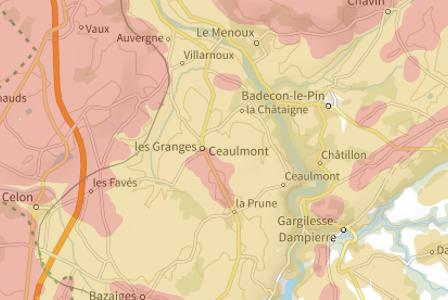 Chavin
Vaux
Auvergne
Le Menoux
Villarnoux
Badecon-le-Pin
la Châtaigne
les Granges
Ceaulmont
Châtillon
Ceaulmont
les Favés
Celon
la Prune
Gargilesse-
Dampierre
Bazaiges